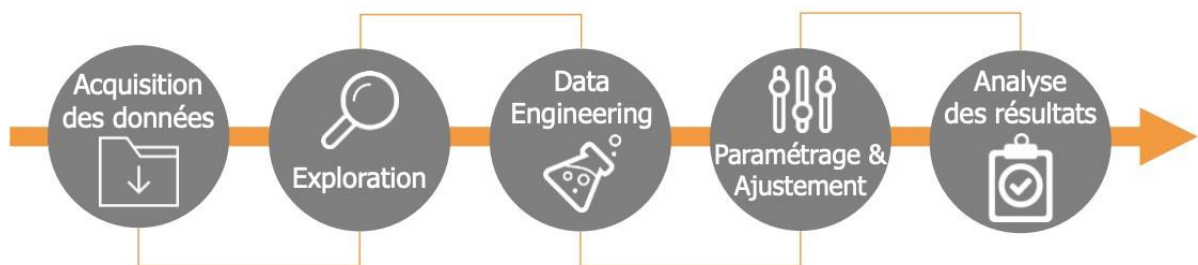 Acquisition
des données
Exploration
Data
Engineering
Paramétrage &
Ajustement
Analyse
des résultats